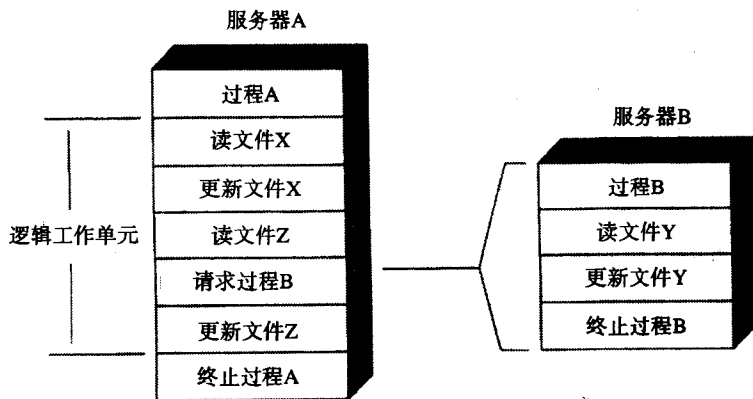 服务器A
过程A
读文件X
更新文件X
读文件Z
请求过程B
更新文件Z
终止过程A
逻辑工作单元
服务器B
过程B
读文件Y
更新文件Y
终止过程B